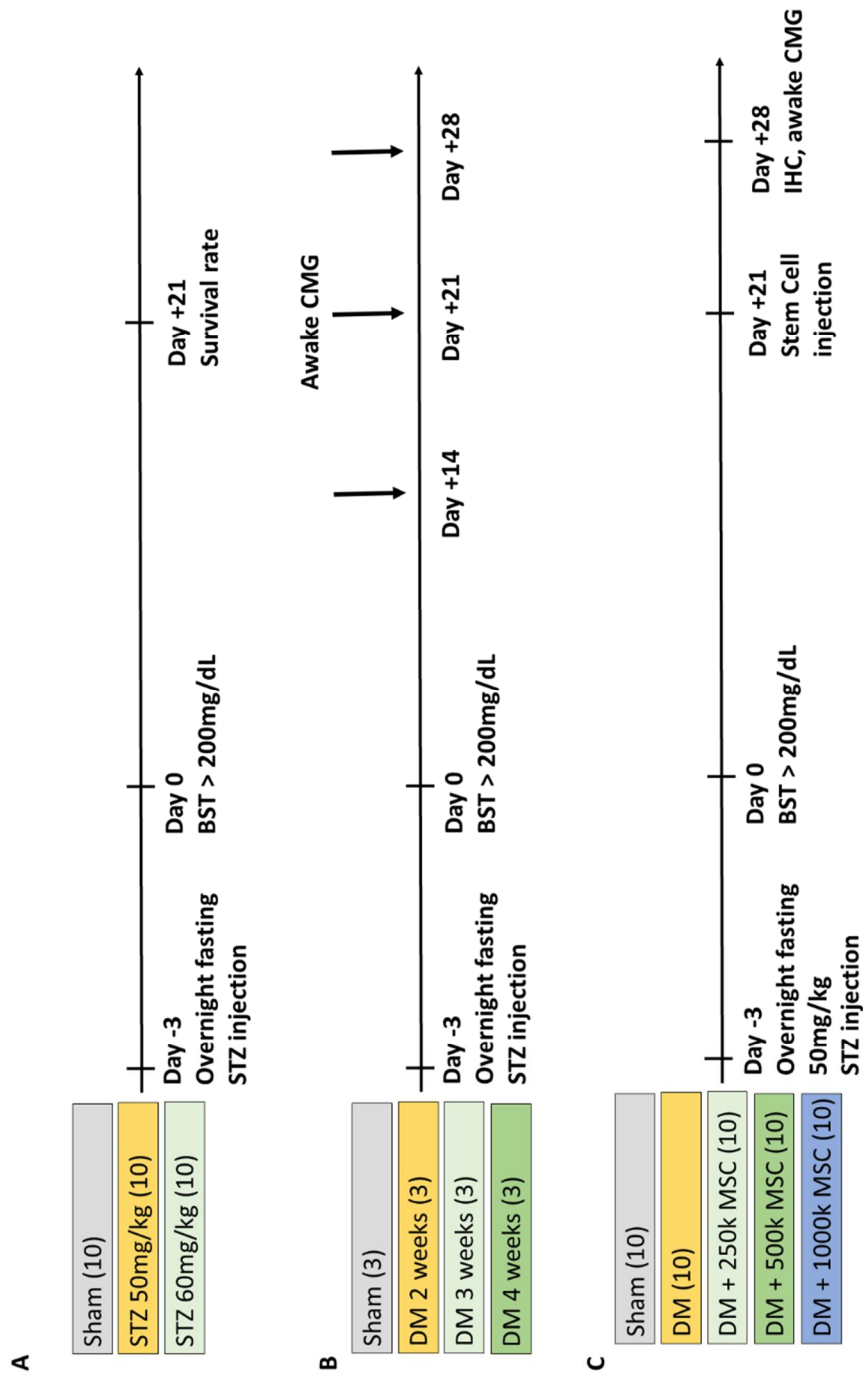 A
Sham (10)
STZ 50mg/kg (10)
STZ 60mg/kg (10)
Day -3
Overnight fasting
STZ injection
Day 0
BST > 200mg/dL
Day +21
Survival rate
B
Sham (3)
DM 2 weeks (3)
DM 3 weeks (3)
DM 4 weeks (3)
Day -3
Overnight fasting
STZ injection
Day 0
BST > 200mg/dL
Awake CMG
Day +14
Day +21
Day +28
C
Sham (10)
DM (10)
DM + 250k MSC (10)
DM + 500k MSC (10)
DM + 1000k MSC (10)
Day -3
Overnight fasting
50mg/kg
STZ injection
Day 0
BST > 200mg/dL
Day +21
Stem Cell
injection
Day +28
IHC, awake CMG